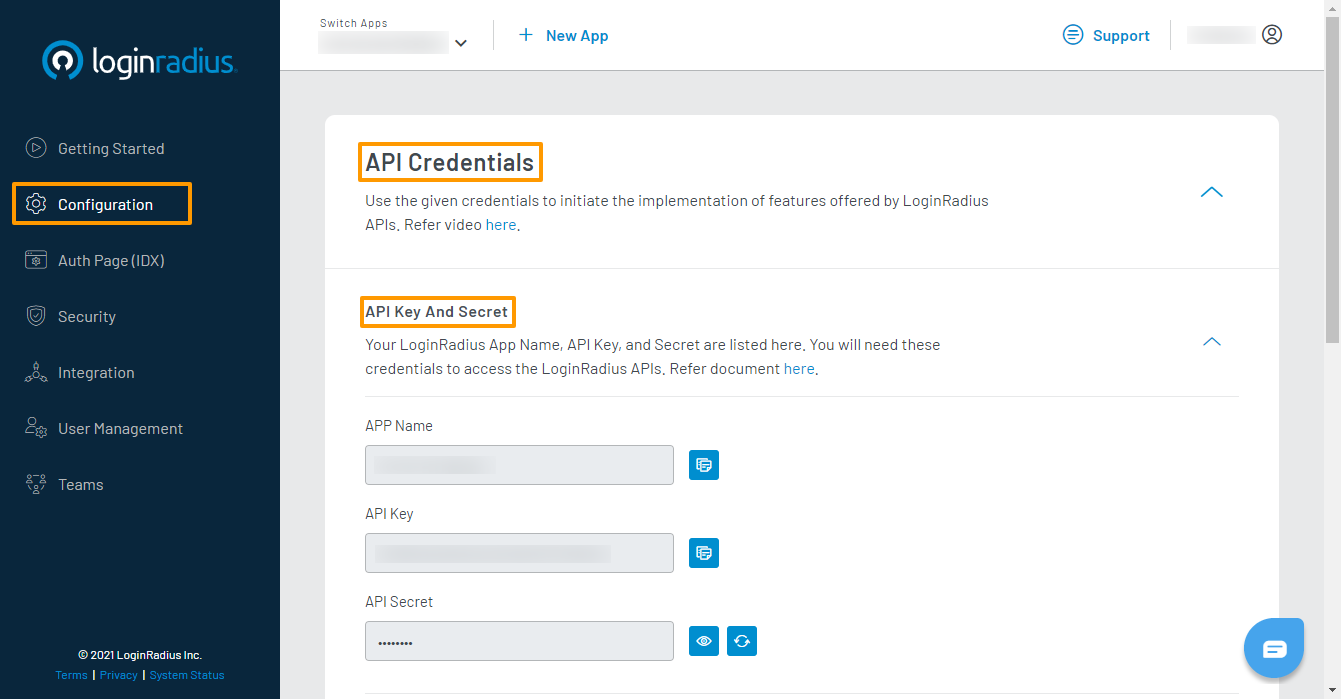 loginradius
Getting Started
Configuration
Auth Page (IDX)
Security
Integration
User Management
Teams
© 2021 LoginRadius Inc.
Terms | Privacy | System Status
Switch Apps
+ New App
Support
API Credentials
Use the given credentials to initiate the implementation of features offered by LoginRadius
APIs. Refer video here.
API Key And Secret
Your LoginRadius App Name, API Key, and Secret are listed here. You will need these
credentials to access the LoginRadius APIs. Refer document here.
APP Name
API Key
API Secret
••••••••